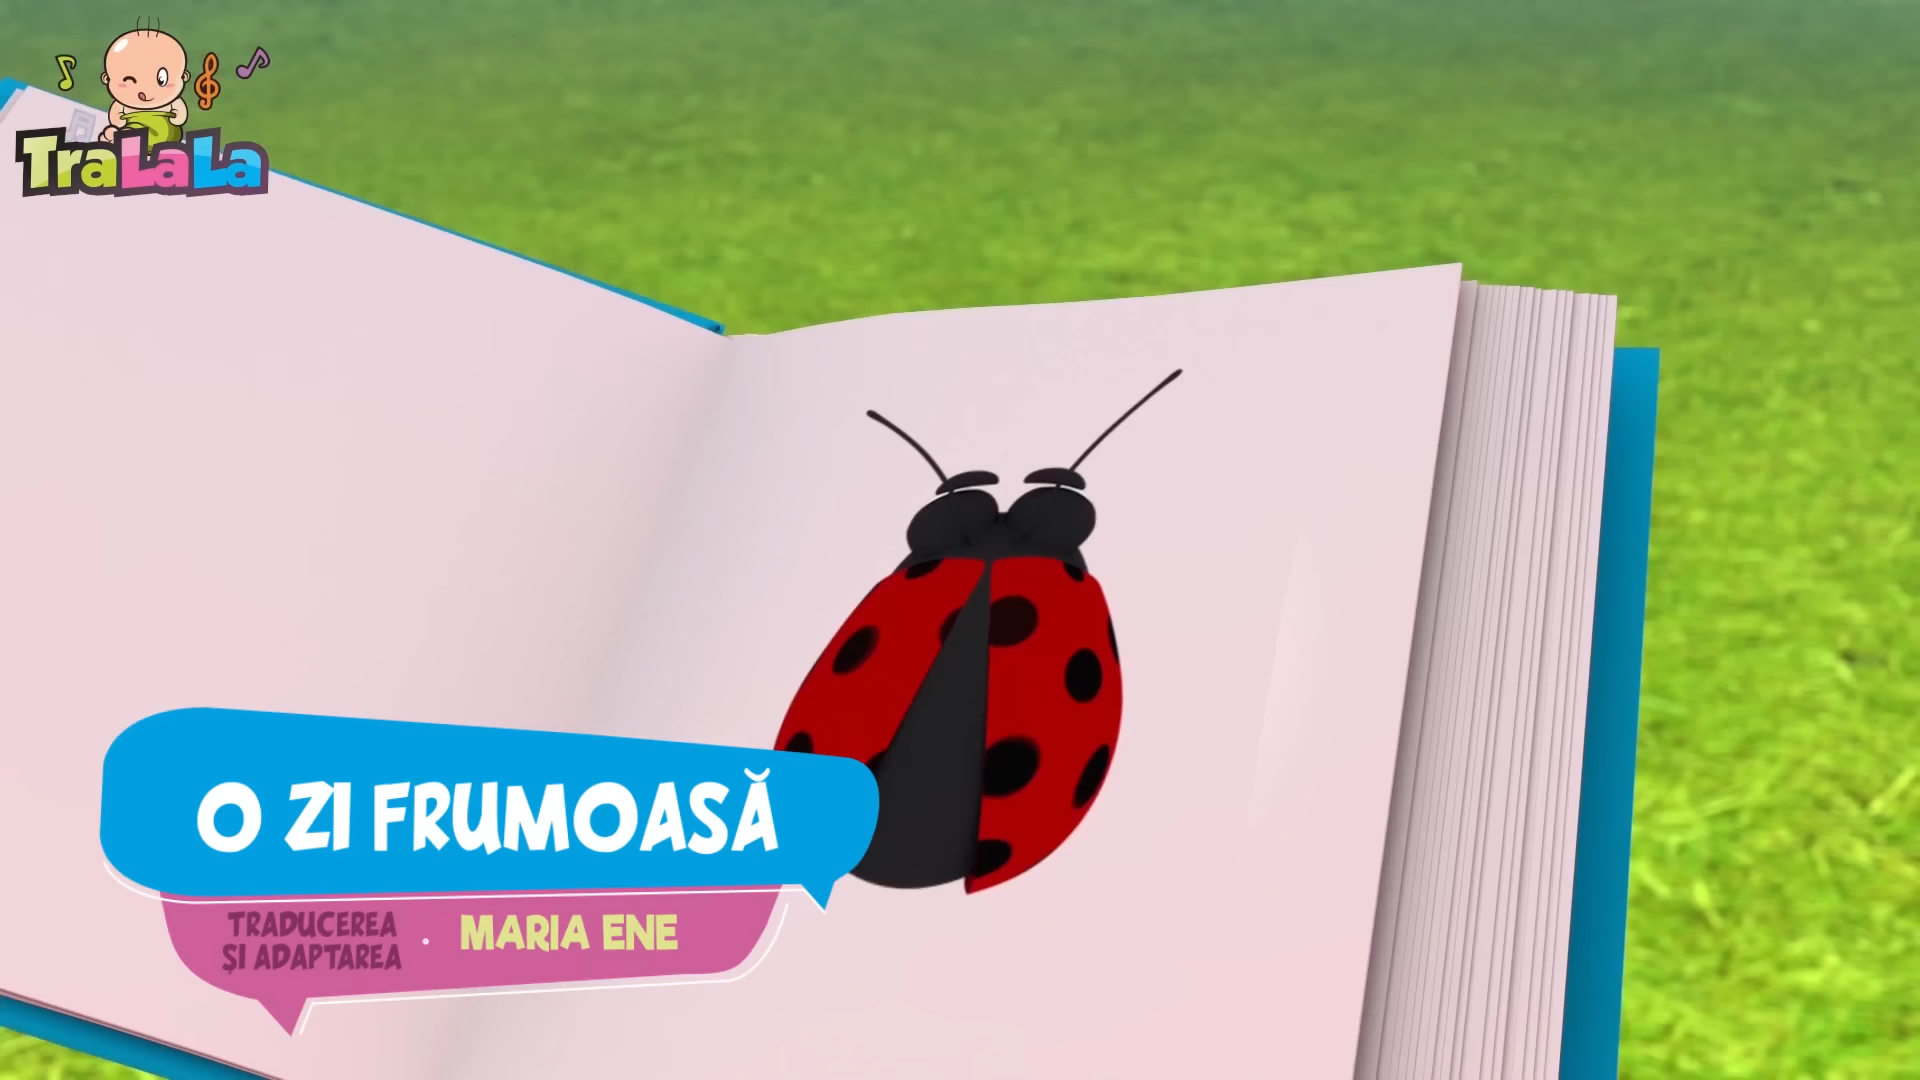 TraLaLa
O ZI FRUMOASĂ
TRADUCEREA
ȘI ADAPTAREA
· MARIA ENE